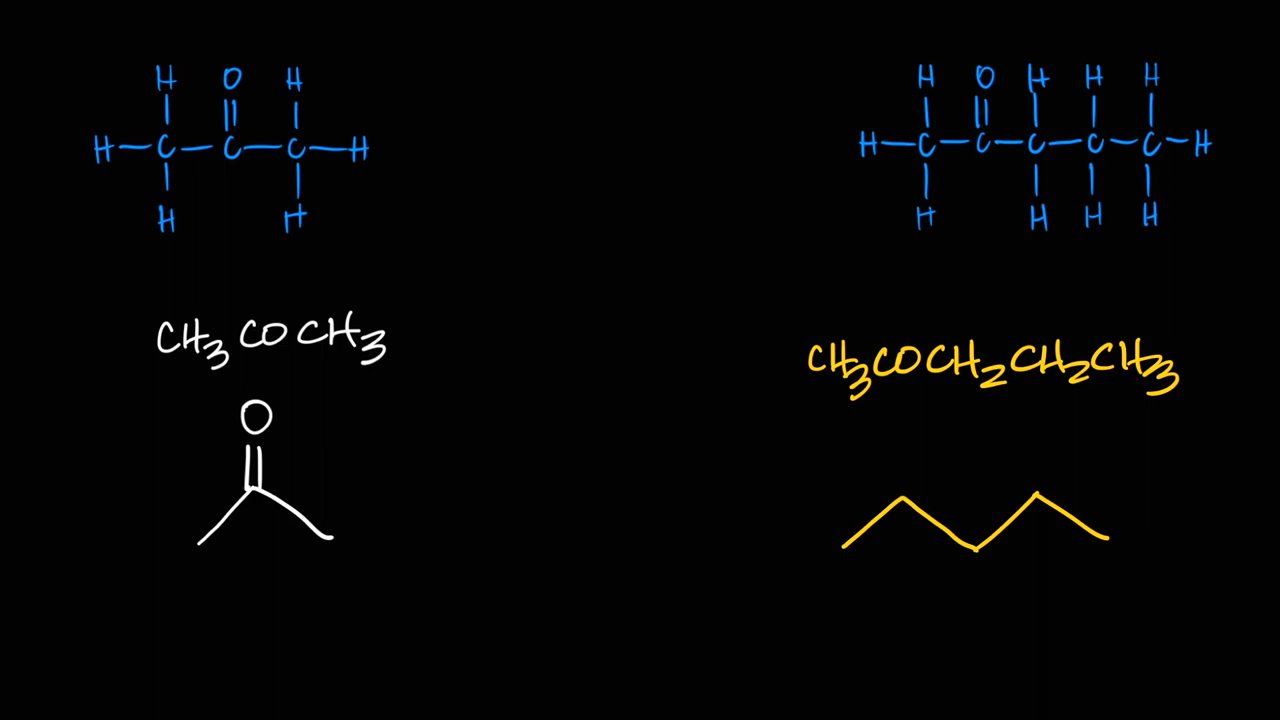 H O H
H C C C H
H H
CH3COCH3
O
H O H H H
H C C C C C H
H H H H
CH3COCH2CH2CH3